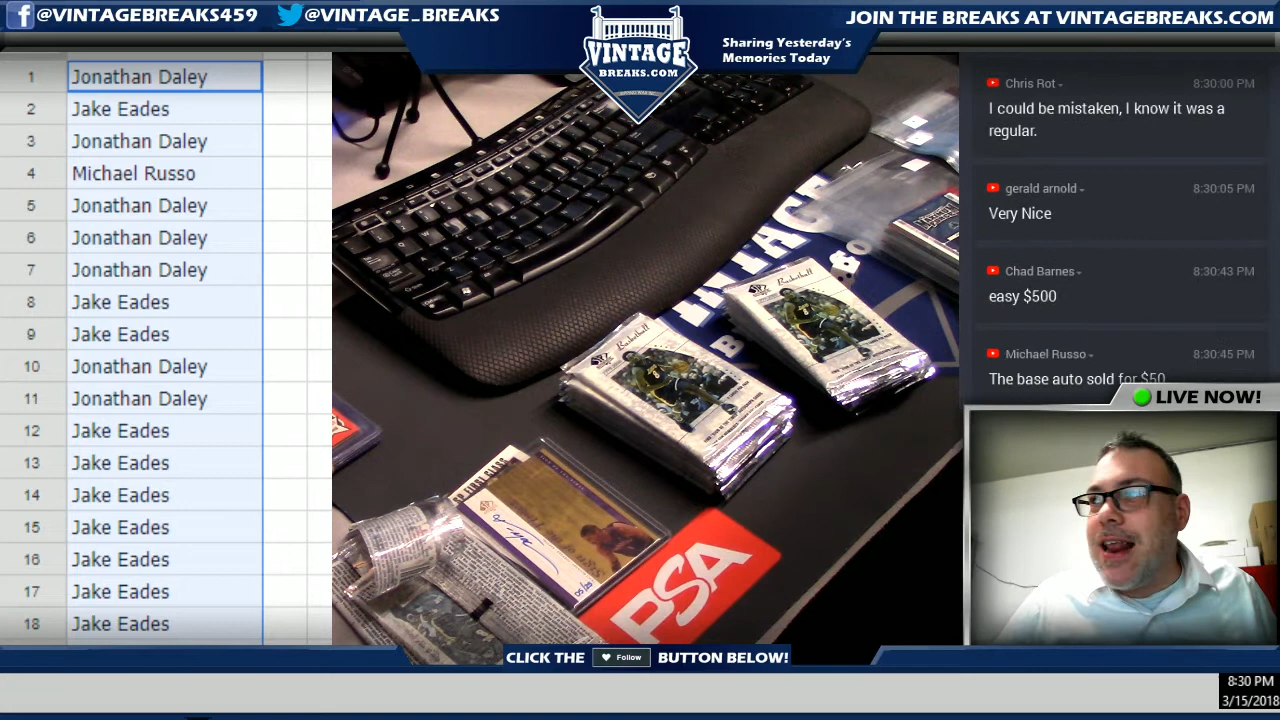 @VINTAGEBREAKS459
@VINTAGE_BREAKS
VINTAGE
BREAKS.COM
Sharing Yesterday's
Memories Today
JOIN THE BREAKS AT VINTAGEBREAKS.COM
1 Jonathan Daley
2 Jake Eades
3 Jonathan Daley
4 Michael Russo
5 Jonathan Daley
6 Jonathan Daley
7 Jonathan Daley
8 Jake Eades
9 Jake Eades
10 Jonathan Daley
11 Jonathan Daley
12 Jake Eades
13 Jake Eades
14 Jake Eades
15 Jake Eades
16 Jake Eades
17 Jake Eades
18 Jake Eades
Basketball
Basketball
FIRST CLASS
PSA
Chris Rot 8:30:00 PM
I could be mistaken, I know it was a
regular.
gerald arnold 8:30:05 PM
Very Nice
Chad Barnes 8:30:43 PM
easy $500
Michael Russo 8:30:45 PM
The base auto sold for $50
LIVE NOW!
CLICK THE Follow BUTTON BELOW!
8:30 PM
3/15/2018